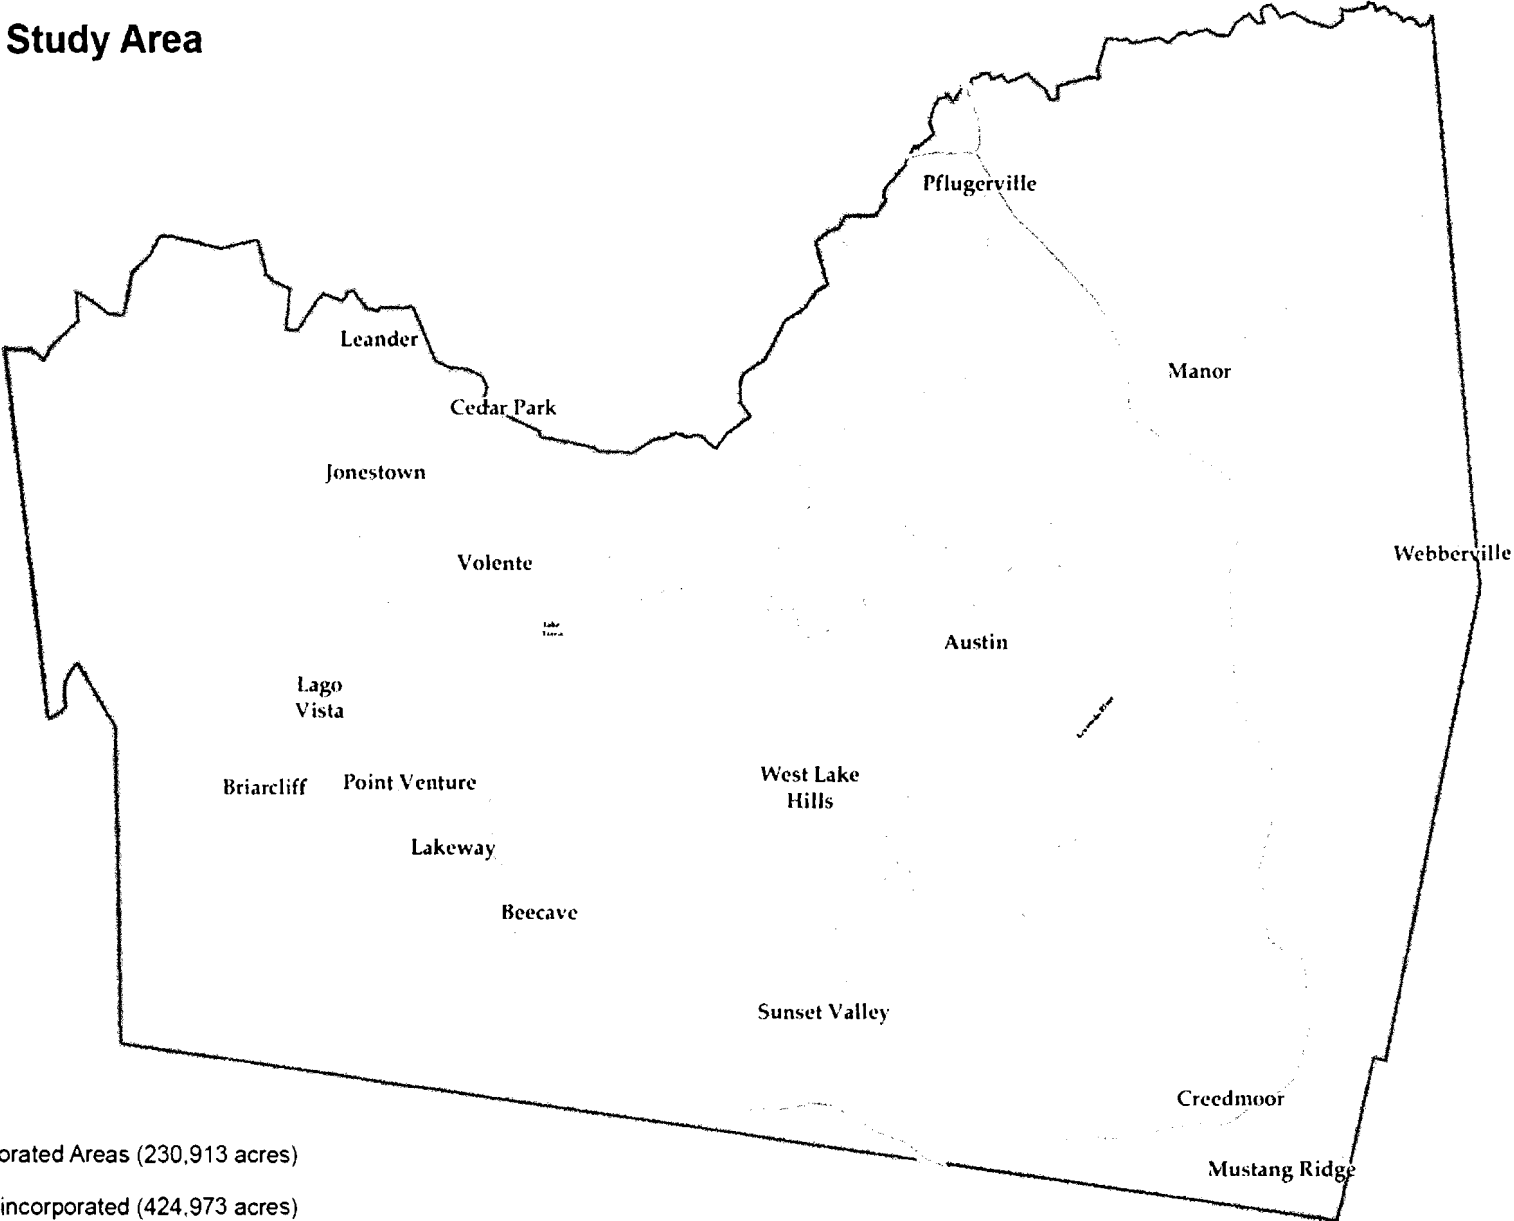 Study Area
Pflugerville
Leander
Manor
Cedar Park
Jonestown
Webberville
Volente
Austin
Lago
Vista
West Lake
Hills
Briarcliff
Point Venture
Lakeway
Beecave
Sunset Valley
Creedmoor
orated Areas (230,913 acres)
Mustang Ridge
incorporated (424,973 acres)